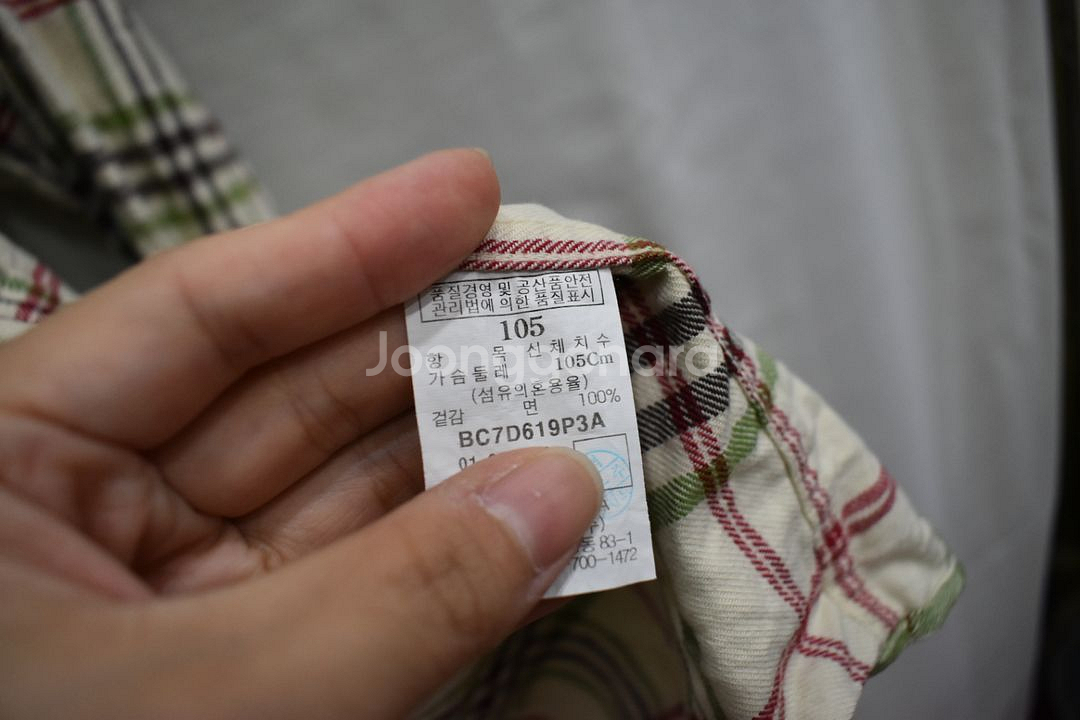 품질경영 및 공산품안전
관리법에 의한 품질표시
105
항 목 신체치수
가슴둘레 105Cm
(섬유의혼용율)
겉감 면 100%
BC7D619P3A
01
동 83-1
700-1472
Joonggonara